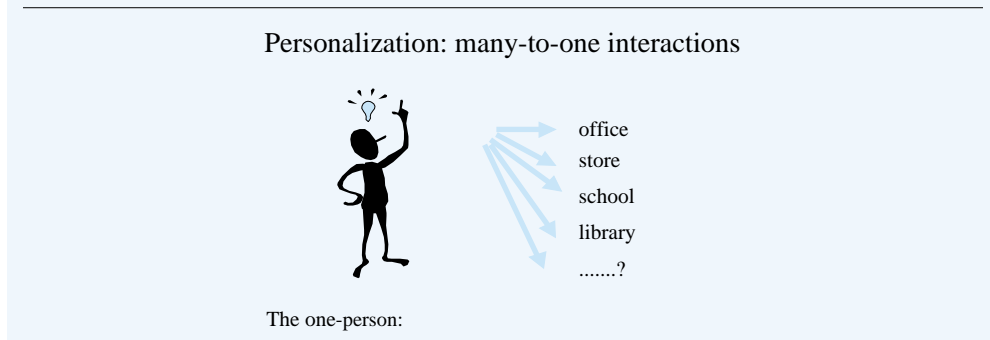 Personalization: many-to-one interactions
office
store
school
library
.......?
The one-person: